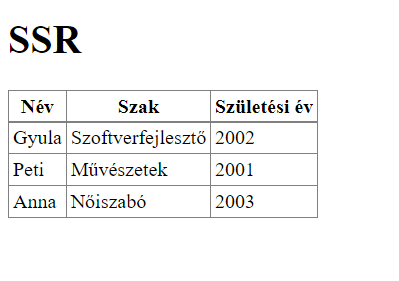 SSR
Név Szak Születési év
Gyula Szoftverfejlesztő 2002
Peti Művészetek 2001
Anna Nőiszabó 2003